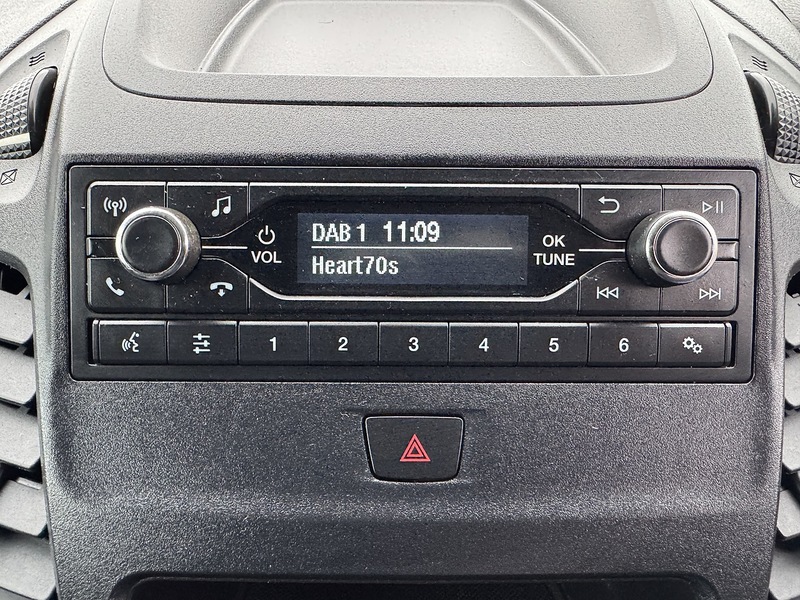 DAB 1 11:09
Heart70s
VOL
OK
TUNE
1 2 3 4 5 6